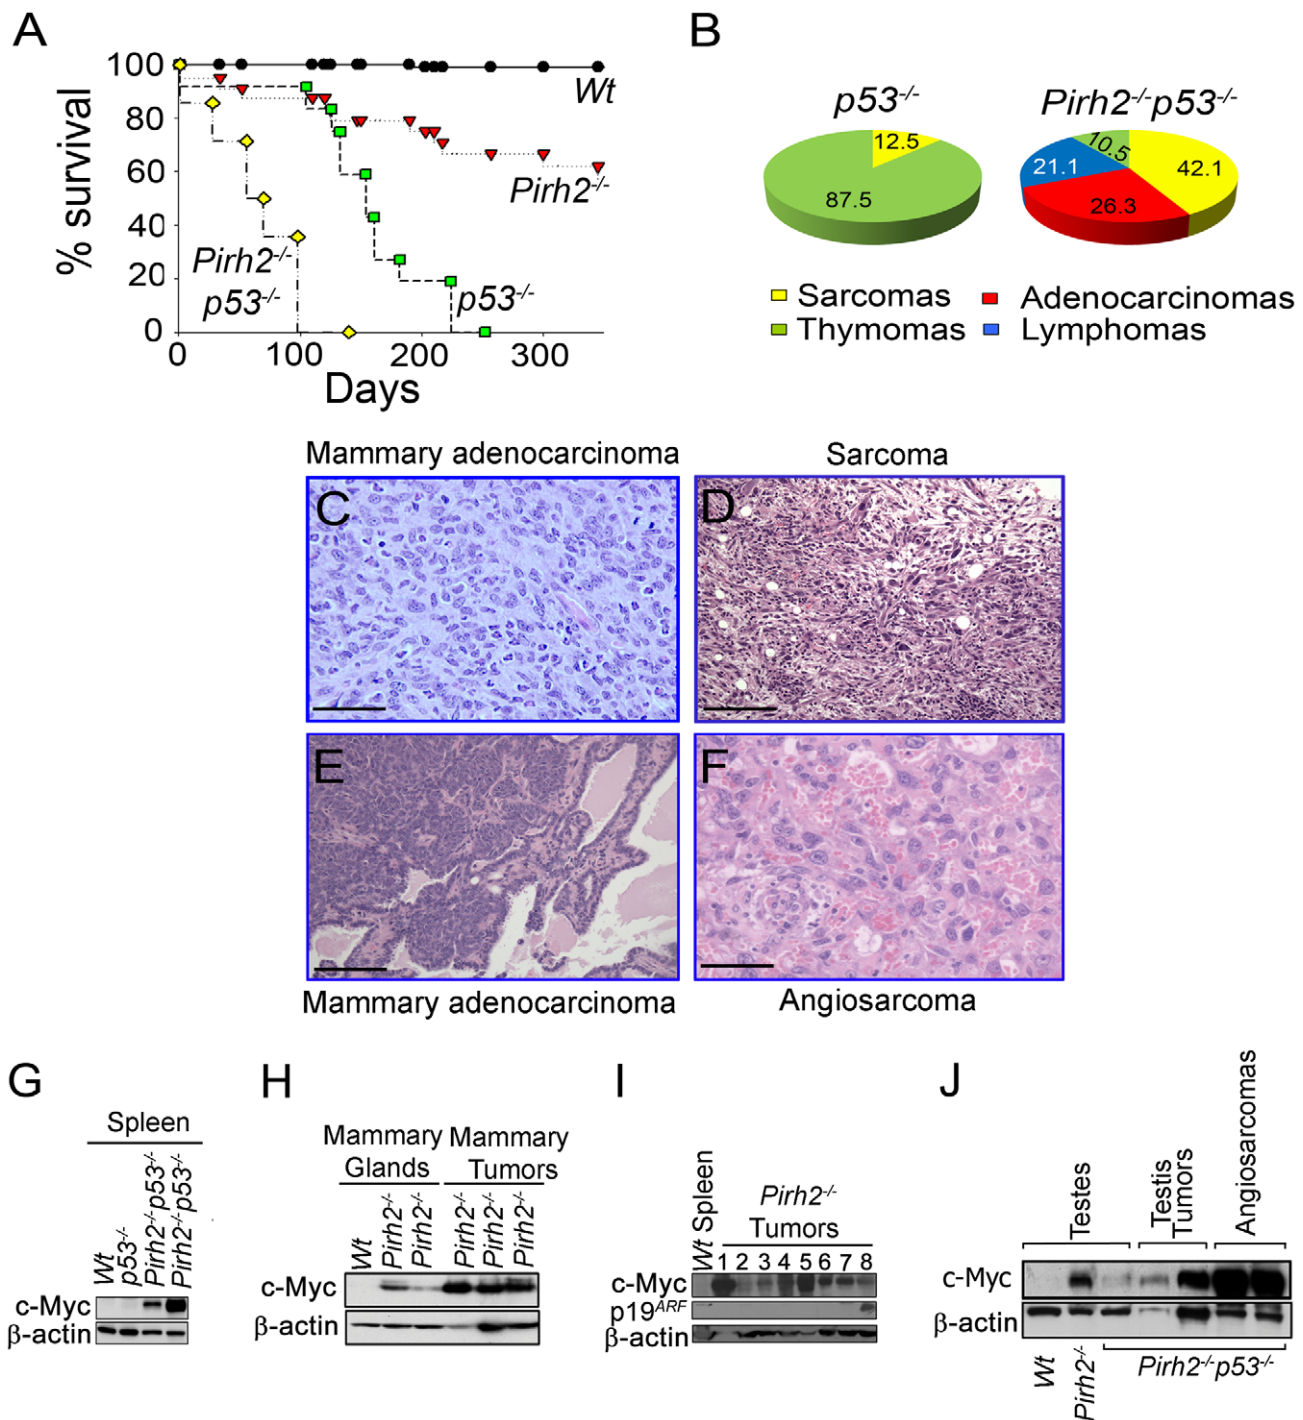 A
% survival
100
80
60
40
20
0
0 100 200 300
Days
Wt
Pirh2-/-
Pirh2-/-
p53-/-
p53-/-
B
p53-/- Pirh2-/-p53-/-
12.5
87.5
10.5
21.1
42.1
26.3
Sarcomas Adenocarcinomas
Thymomas Lymphomas
Mammary adenocarcinoma Sarcoma
C D
E F
Mammary adenocarcinoma Angiosarcoma
G
Spleen
Wt
p53-/-
Pirh2-/-p53-/-
Pirh2-/-p53-/-
c-Myc
β-actin
H
Mammary Mammary
Glands Tumors
Wt
Pirh2-/-
Pirh2-/-
Pirh2-/-
Pirh2-/-
Pirh2-/-
c-Myc
β-actin
I
Wt Spleen
Pirh2-/-
Tumors
1 2 3 4 5 6 7 8
c-Myc
p19ARF
β-actin
J
Testes
Testis
Tumors
Angiosarcomas
c-Myc
β-actin
Wt
Pirh2-/-
Pirh2-/-p53-/-